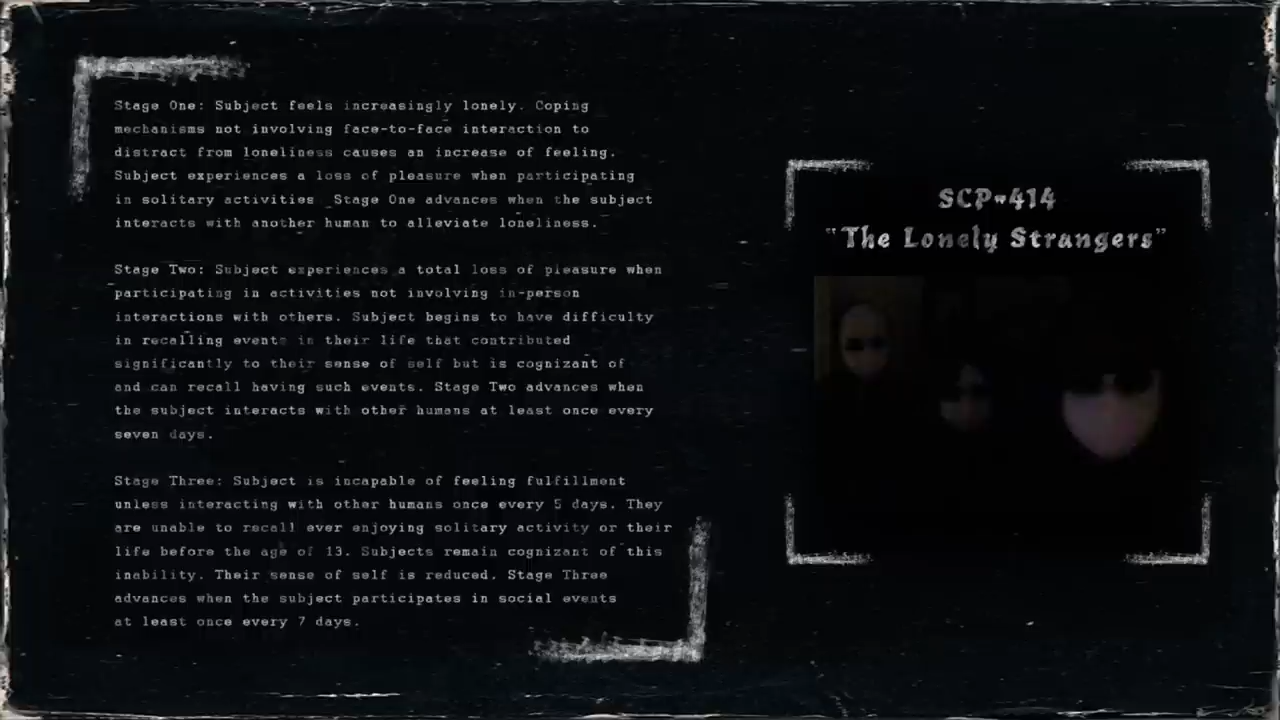 Stage One: Subject feels increasingly lonely. Coping
mechanisms not involving face-to-face interaction to
distract from loneliness causes an increase of feeling.
Subject experiences a loss of pleasure when participating
in solitary activities _Stage One advances when the subject
interacts with another human to alleviate loneliness.
Stage Two: Subject experiences a total loss of pleasure when
participating in activities not involving in-person
interactions with others. Subject begins to have difficulty
in recalling events in their life that contributed
significantly to their sense of self but is cognizant of
and can recall having such events. Stage Two advances when
the subject interacts with other humans at least once every
seven days.
Stage Three: Subject is incapable of feeling fulfillment
unless interacting with other humans once every 5 days. They
are unable to recall ever enjoying solitary activity or their
life before the age of 13. Subjects remain cognizant of this
inability. Their sense of self is reduced. Stage Three
advances when the subject participates in social events
at least once every 7 days.
SCP-414
"The Lonely Strangers"